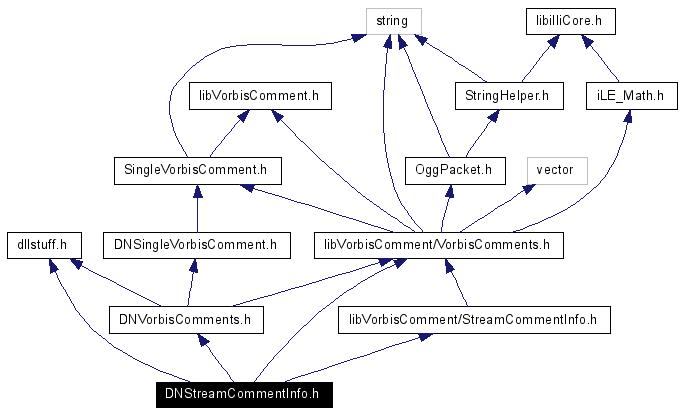 string
libilliCore.h
libVorbisComment.h
StringHelper.h
iLE_Math.h
SingleVorbisComment.h
OggPacket.h
vector
dllstuff.h
DNSingleVorbisComment.h
libVorbisComment/VorbisComments.h
DNVorbisComments.h
libVorbisComment/StreamCommentInfo.h
DNStreamCommentInfo.h